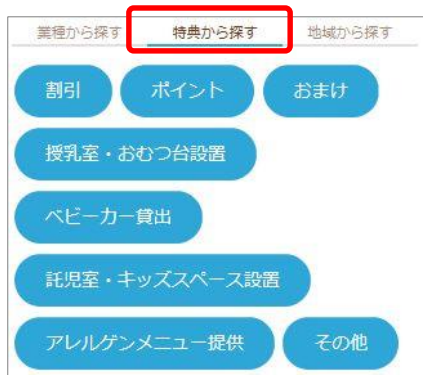 業種から探す 特典から探す 地域から探す
割引 ポイント おまけ
授乳室・おむつ台設置
ベビーカー貸出
託児室・キッズスペース設置
アレルゲンメニュー提供 その他